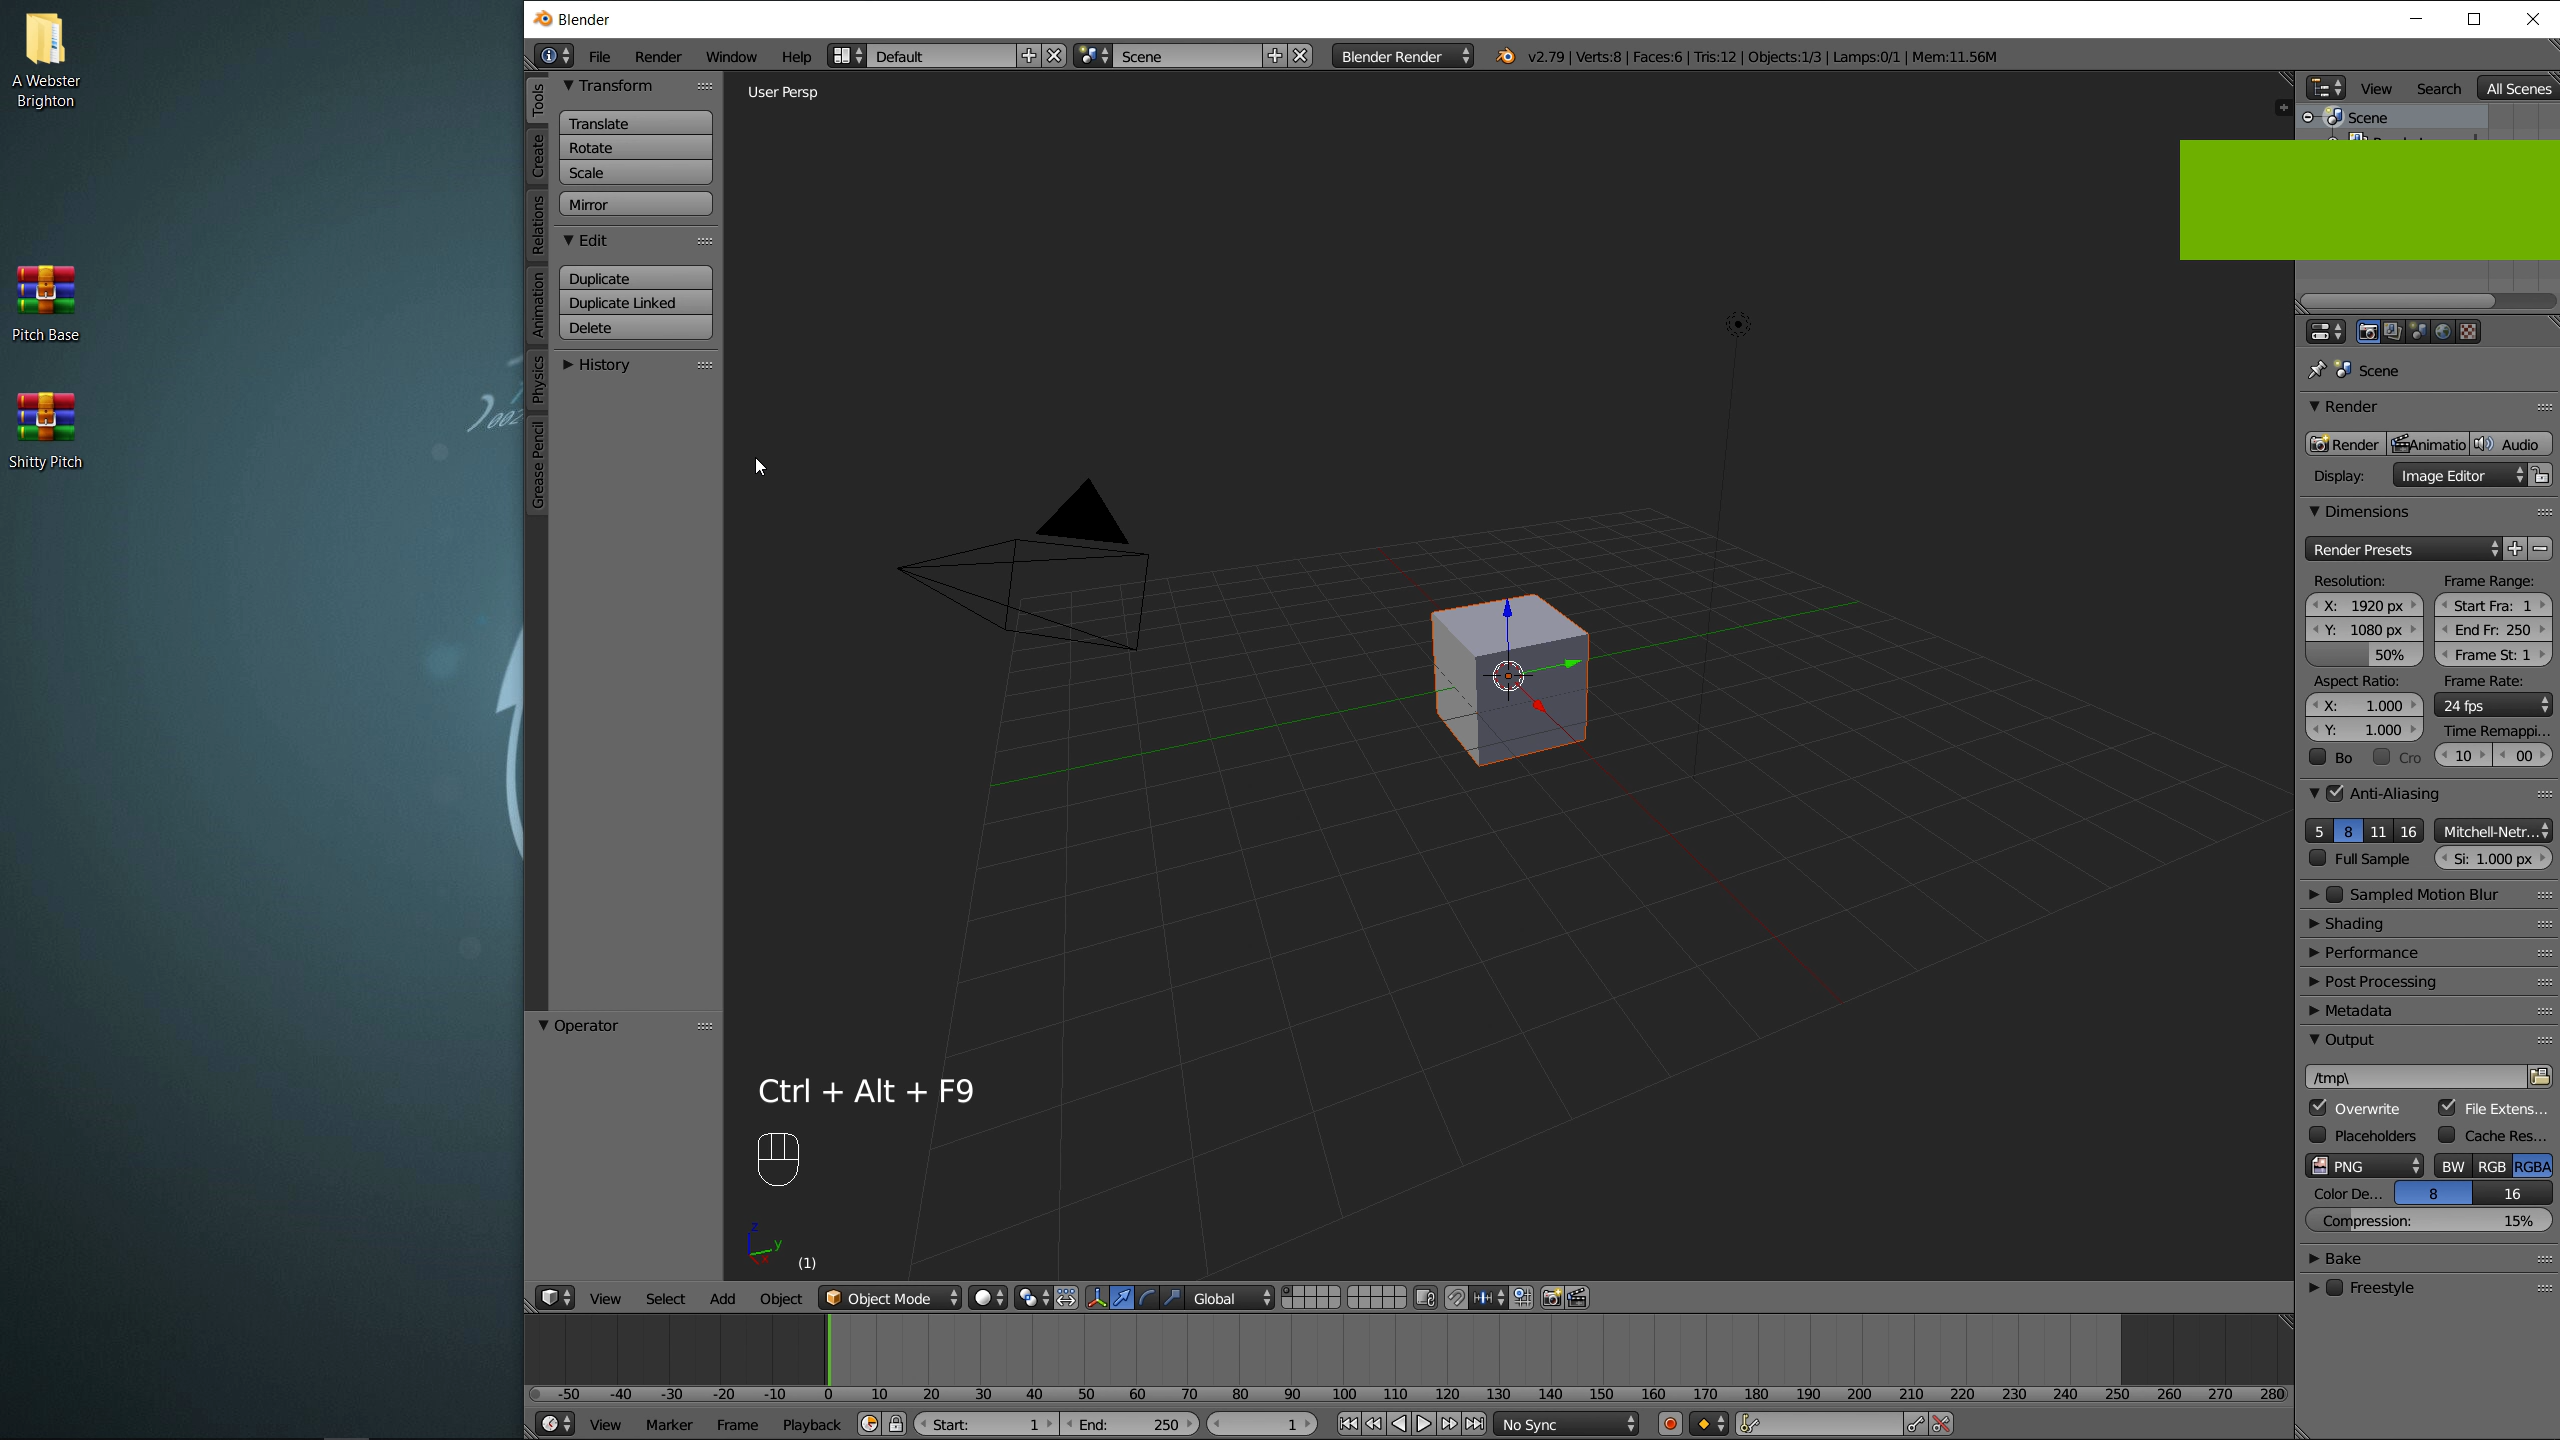 A Webster
Brighton
Pitch Base
Shitty Pitch
Blender
File Render Window Help Default Scene Blender Render v2.79 | Verts:8 | Faces:6 | Tris:12 | Objects:1/3 | Lamps:0/1 | Mem:11.56M
Tools
Create
Relations
Animation
Physics
Grease Pencil
Transform
Translate
Rotate
Scale
Mirror
Edit
Duplicate
Duplicate Linked
Delete
History
Operator
User Persp
Ctrl + Alt + F9
z
y
x
(1)
View Search All Scenes
Scene
Scene
Render
Render Animatio Audio
Display: Image Editor
Dimensions
Render Presets
Resolution: Frame Range:
X: 1920 px Start Fra: 1
Y: 1080 px End Fr: 250
50% Frame St: 1
Aspect Ratio: Frame Rate:
X: 1.000 24 fps
Y: 1.000 Time Remappi...
Bo Cro 10 00
Anti-Aliasing
5 8 11 16 Mitchell-Netr...
Full Sample Si: 1.000 px
Sampled Motion Blur
Shading
Performance
Post Processing
Metadata
Output
/tmp\
Overwrite File Extens...
Placeholders Cache Res...
PNG BW RGB RGBA
Color De... 8 16
Compression: 15%
Bake
Freestyle
View Select Add Object Object Mode Global
-50 -40 -30 -20 -10 0 10 20 30 40 50 60 70 80 90 100 110 120 130 140 150 160 170 180 190 200 210 220 230 240 250 260 270 280
View Marker Frame Playback Start: 1 End: 250 1 No Sync